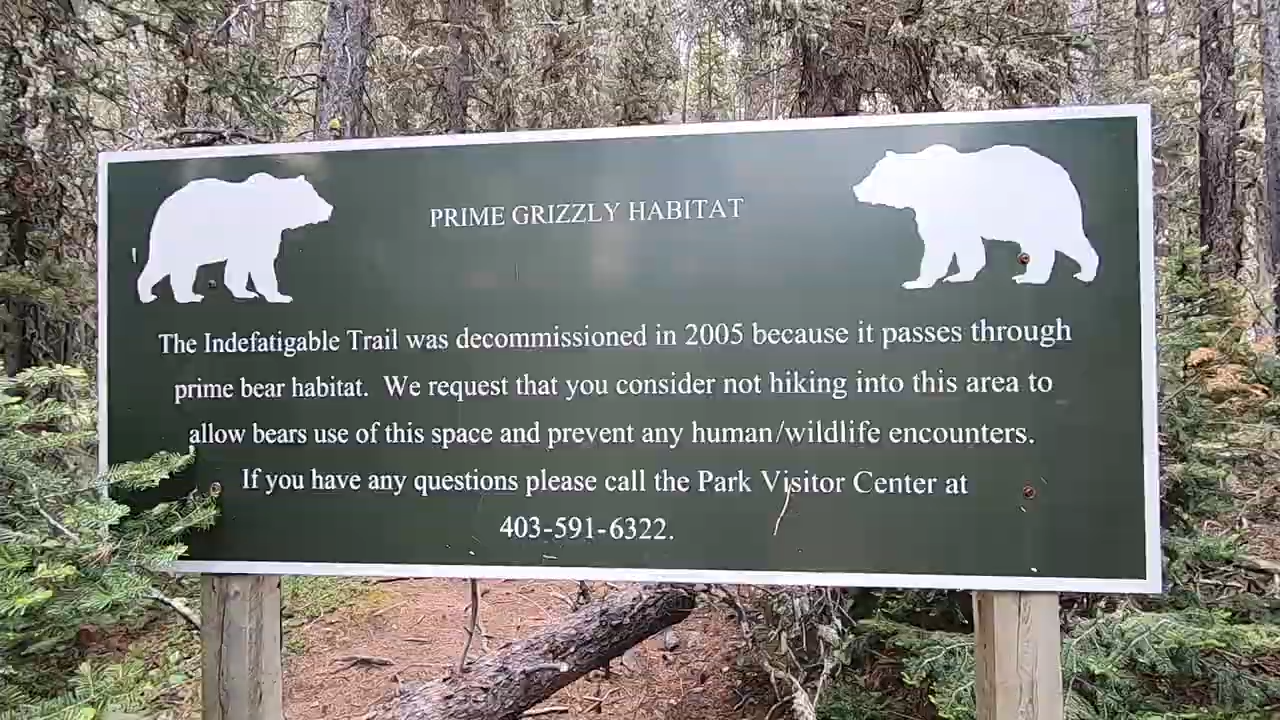 PRIME GRIZZLY HABITAT
The Indefatigable Trail was decommissioned in 2005 because it passes through
prime bear habitat. We request that you consider not hiking into this area to
allow bears use of this space and prevent any human/wildlife encounters.
If you have any questions please call the Park Visitor Center at
403-591-6322.